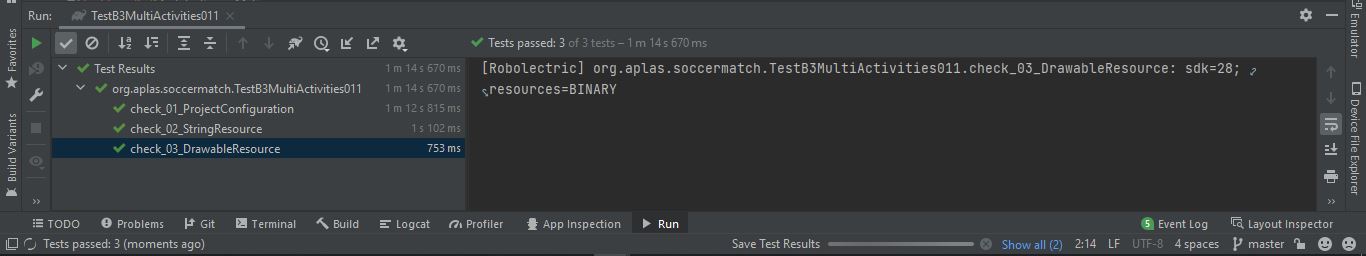 Run: TestB3MultiActivities011
Tests passed: 3 of 3 tests – 1 m 14 s 670 ms
Test Results 1 m 14 s 670 ms
org.aplas.soccermatch.TestB3MultiActivities011 1 m 14 s 670 ms
check_01_ProjectConfiguration 1 m 12 s 815 ms
check_02_StringResource 1 s 102 ms
check_03_DrawableResource 753 ms
[Robolectric] org.aplas.soccermatch.TestB3MultiActivities011.check_03_DrawableResource: sdk=28;
resources=BINARY
Favorites
Build Variants
Emulator
Device File Explorer
TODO Problems Git Terminal Build Logcat Profiler App Inspection Run 5 Event Log Layout Inspector
Tests passed: 3 (moments ago) Save Test Results Show all (2) 2:14 LF UTF-8 4 spaces master